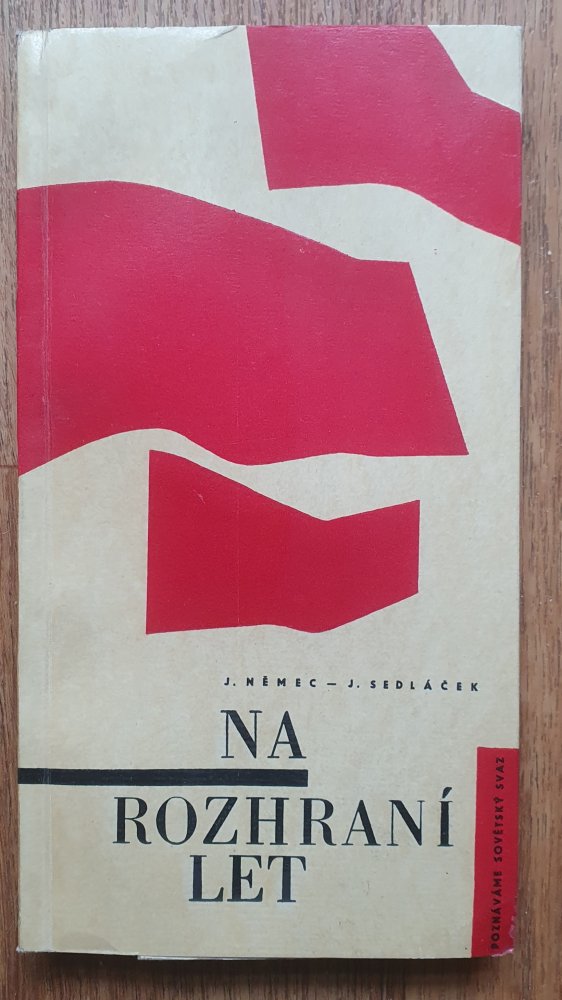 J. NĚMEC — J. SEDLÁČEK
NA
ROZHRANÍ
LET
POZNÁVÁME SOVĚTSKÝ SVAZ